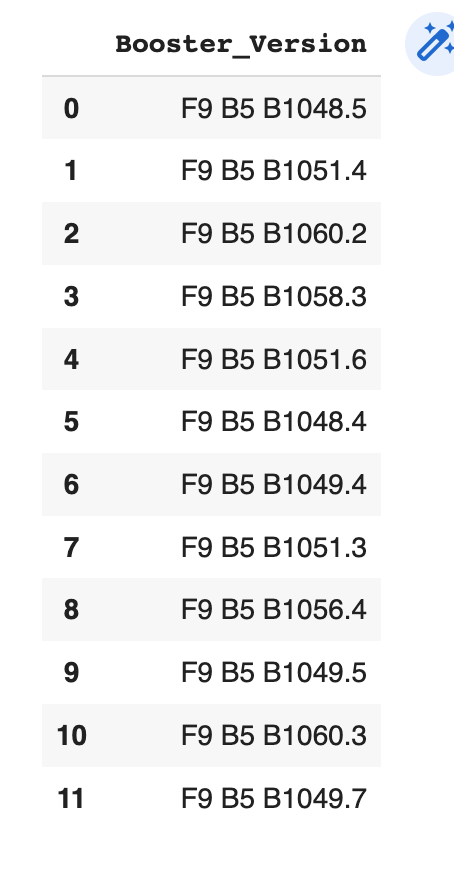 Booster_Version
0 F9 B5 B1048.5
1 F9 B5 B1051.4
2 F9 B5 B1060.2
3 F9 B5 B1058.3
4 F9 B5 B1051.6
5 F9 B5 B1048.4
6 F9 B5 B1049.4
7 F9 B5 B1051.3
8 F9 B5 B1056.4
9 F9 B5 B1049.5
10 F9 B5 B1060.3
11 F9 B5 B1049.7